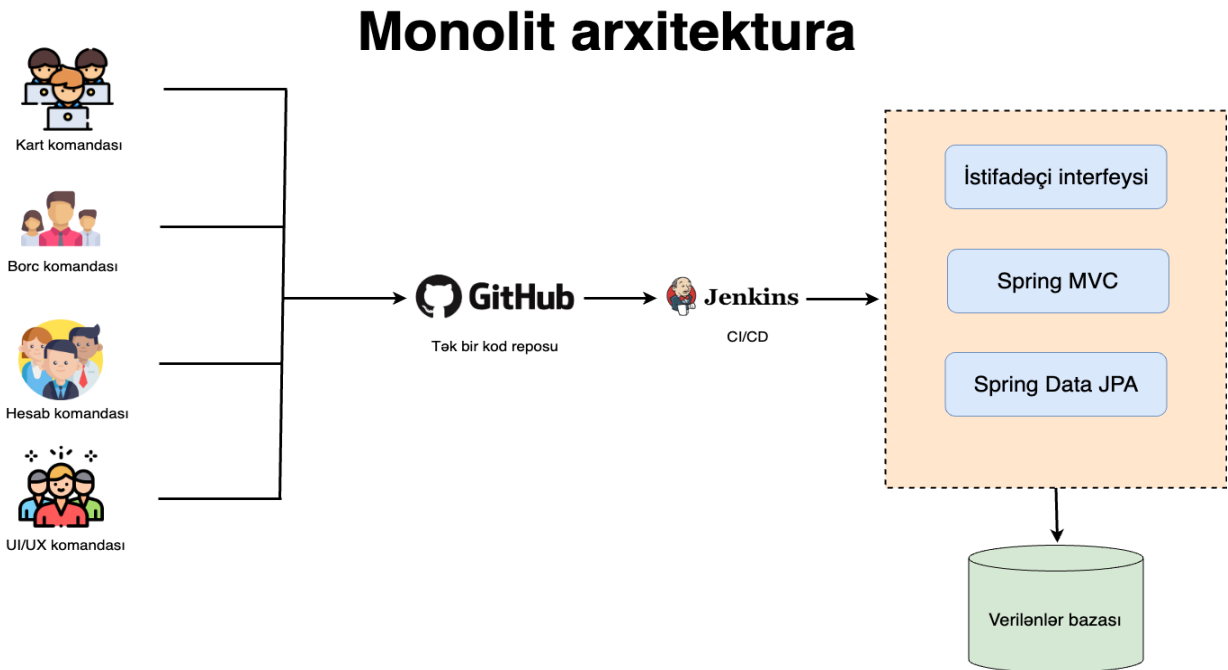 Monolit arxitektura
Kart komandası
Borc komandası
Hesab komandası
UI/UX komandası
GitHub
Tək bir kod reposu
Jenkins
CI/CD
İstifadəçi interfeysi
Spring MVC
Spring Data JPA
Verilənlər bazası